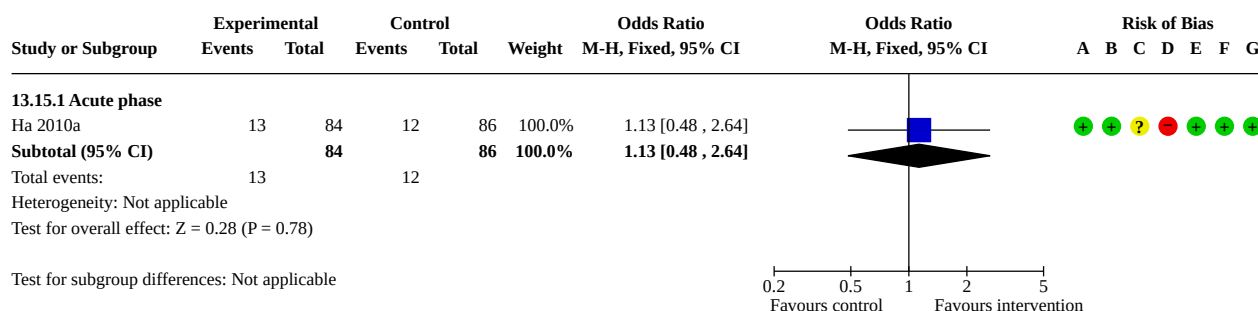 Experimental Control Odds Ratio Odds Ratio Risk of Bias
Study or Subgroup Events Total Events Total Weight M-H, Fixed, 95% CI M-H, Fixed, 95% CI A B C D E F G
13.15.1 Acute phase
Ha 2010a 13 84 12 86 100.0% 1.13 [0.48 , 2.64] + + ? − + + +
Subtotal (95% CI) 84 86 100.0% 1.13 [0.48 , 2.64]
Total events: 13 12
Heterogeneity: Not applicable
Test for overall effect: Z = 0.28 (P = 0.78)
Test for subgroup differences: Not applicable
0.2 0.5 1 2 5
Favours control Favours intervention